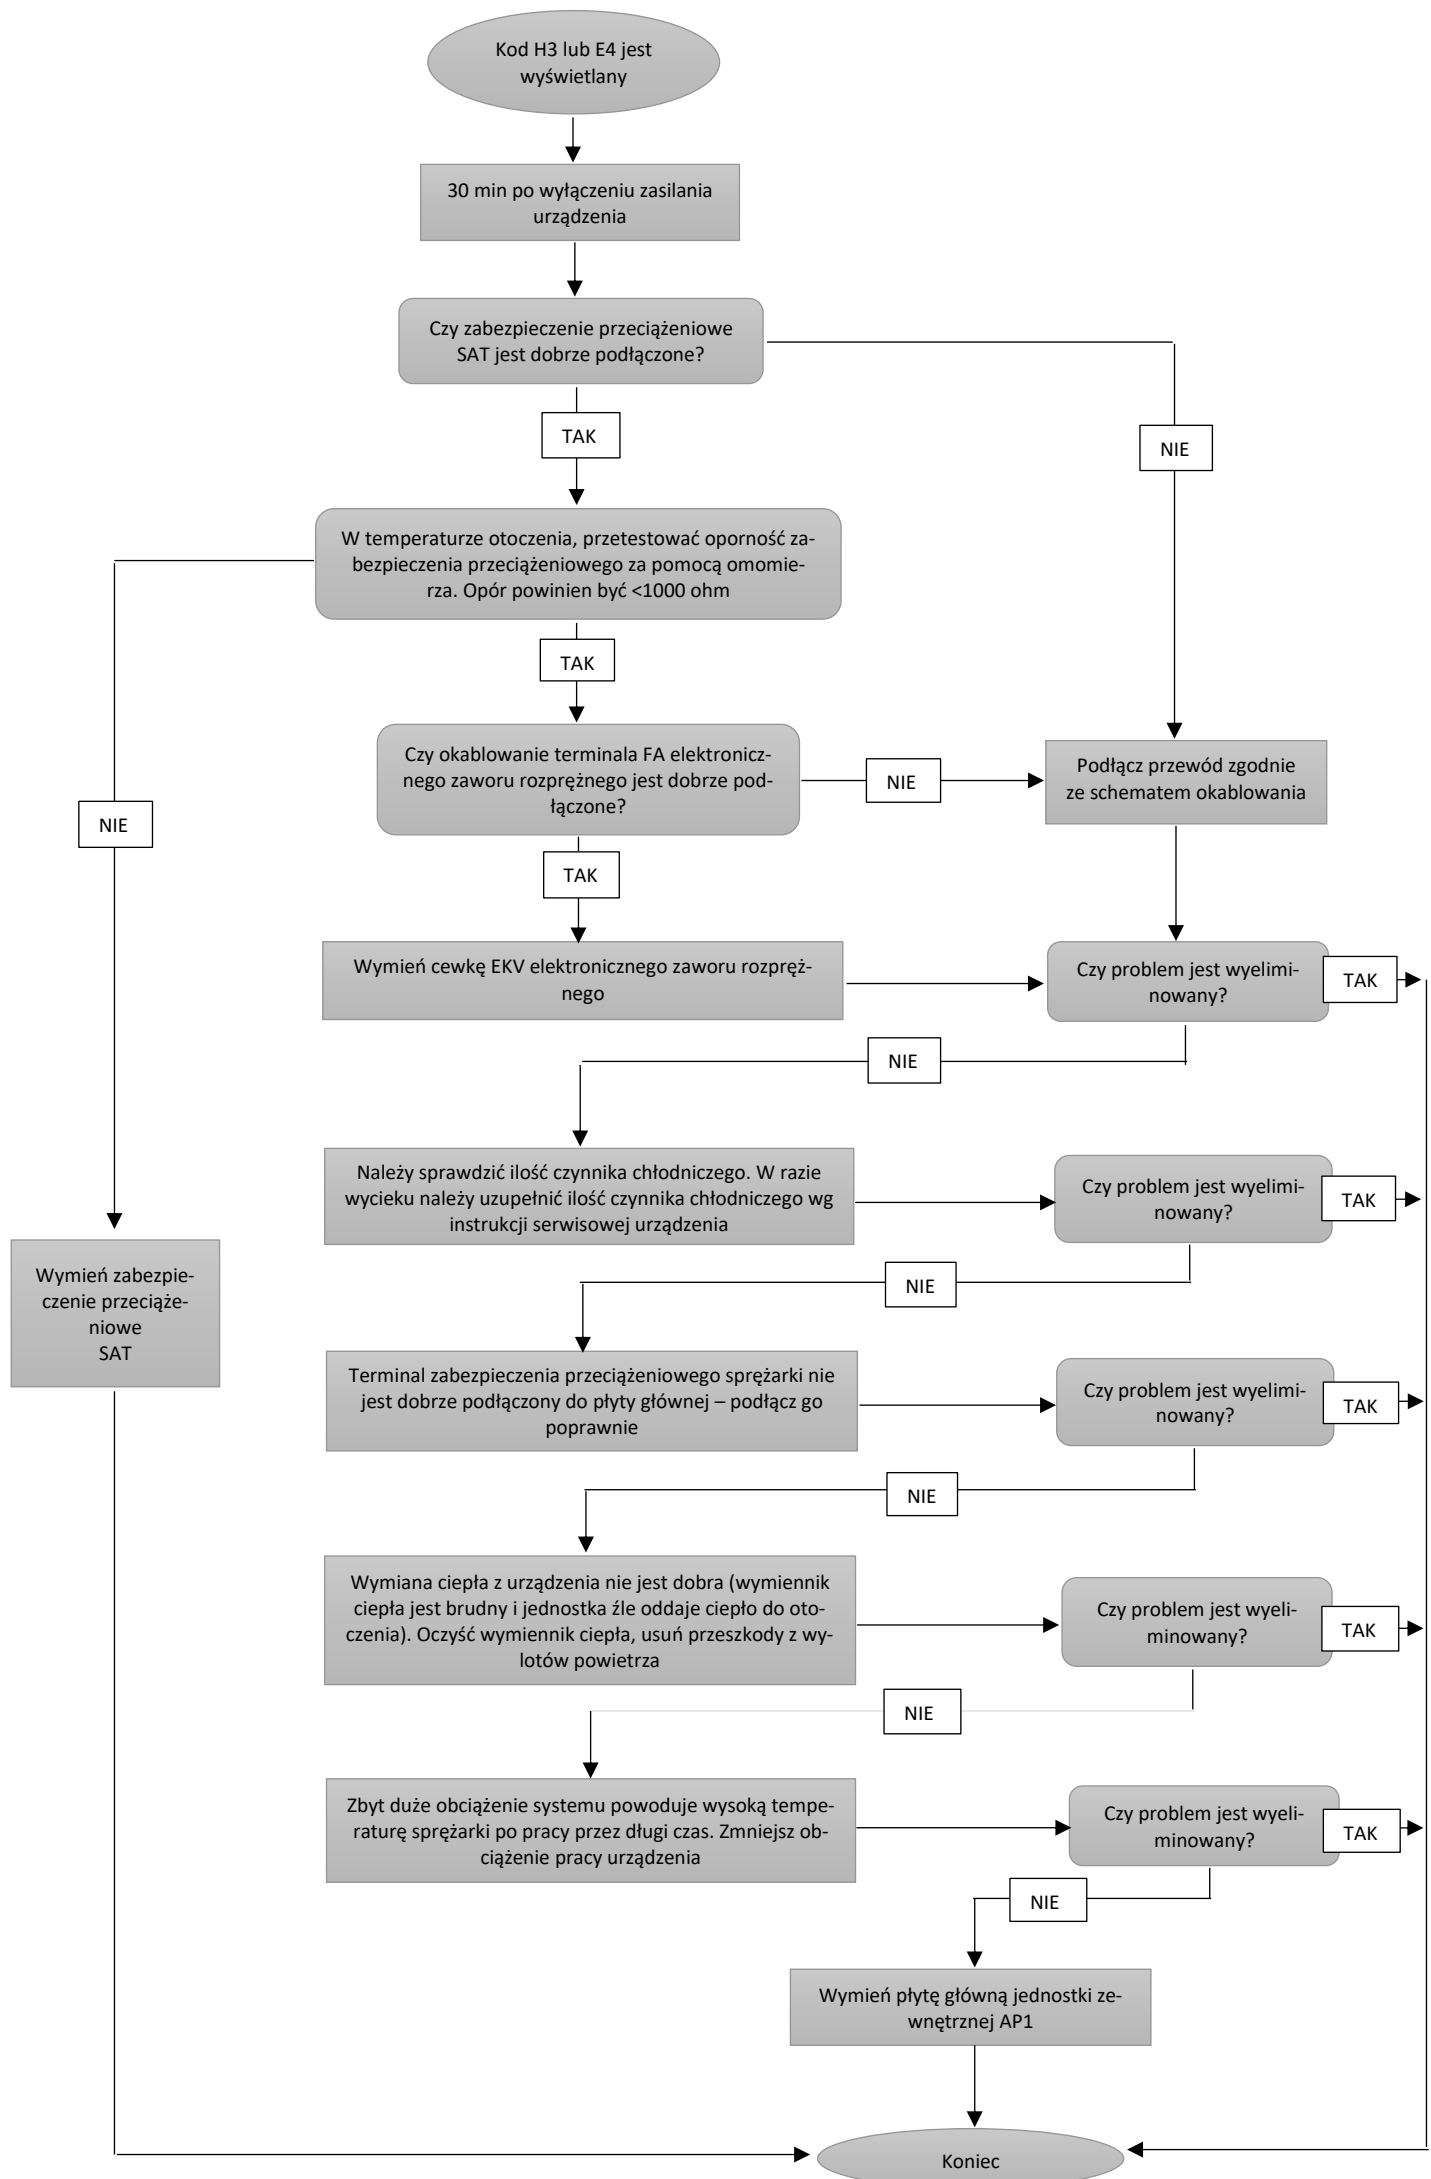 Kod H3 lub E4 jest
wyświetlany
30 min po wyłączeniu zasilania
urządzenia
Czy zabezpieczenie przeciążeniowe
SAT jest dobrze podłączone?
TAK
NIE
W temperaturze otoczenia, przetestować oporność za-
bezpieczenia przeciążeniowego za pomocą omomie-
rza. Opór powinien być <1000 ohm
TAK
Czy okablowanie terminala FA elektronicz-
nego zaworu rozprężnego jest dobrze pod-
łączone?
NIE
Podłącz przewód zgodnie
ze schematem okablowania
NIE
TAK
Wymień cewkę EKV elektronicznego zaworu rozpręż-
nego
Czy problem jest wyelimi-
nowany?
TAK
NIE
Należy sprawdzić ilość czynnika chłodniczego. W razie
wycieku należy uzupełnić ilość czynnika chłodniczego wg
instrukcji serwisowej urządzenia
Czy problem jest wyelimi-
nowany?
TAK
Wymień zabezpie-
czenie przeciąże-
niowe
SAT
NIE
Terminal zabezpieczenia przeciążeniowego sprężarki nie
jest dobrze podłączony do płyty głównej – podłącz go
poprawnie
Czy problem jest wyelimi-
nowany?
TAK
NIE
Wymiana ciepła z urządzenia nie jest dobra (wymiennik
ciepła jest brudny i jednostka źle oddaje ciepło do oto-
czenia). Oczyść wymiennik ciepła, usuń przeszkody z wy-
lotów powietrza
Czy problem jest wyeli-
minowany?
TAK
NIE
Zbyt duże obciążenie systemu powoduje wysoką tempe-
raturę sprężarki po pracy przez długi czas. Zmniejsz ob-
ciążenie pracy urządzenia
Czy problem jest wyeli-
minowany?
TAK
NIE
Wymień płytę główną jednostki ze-
wnętrznej AP1
Koniec